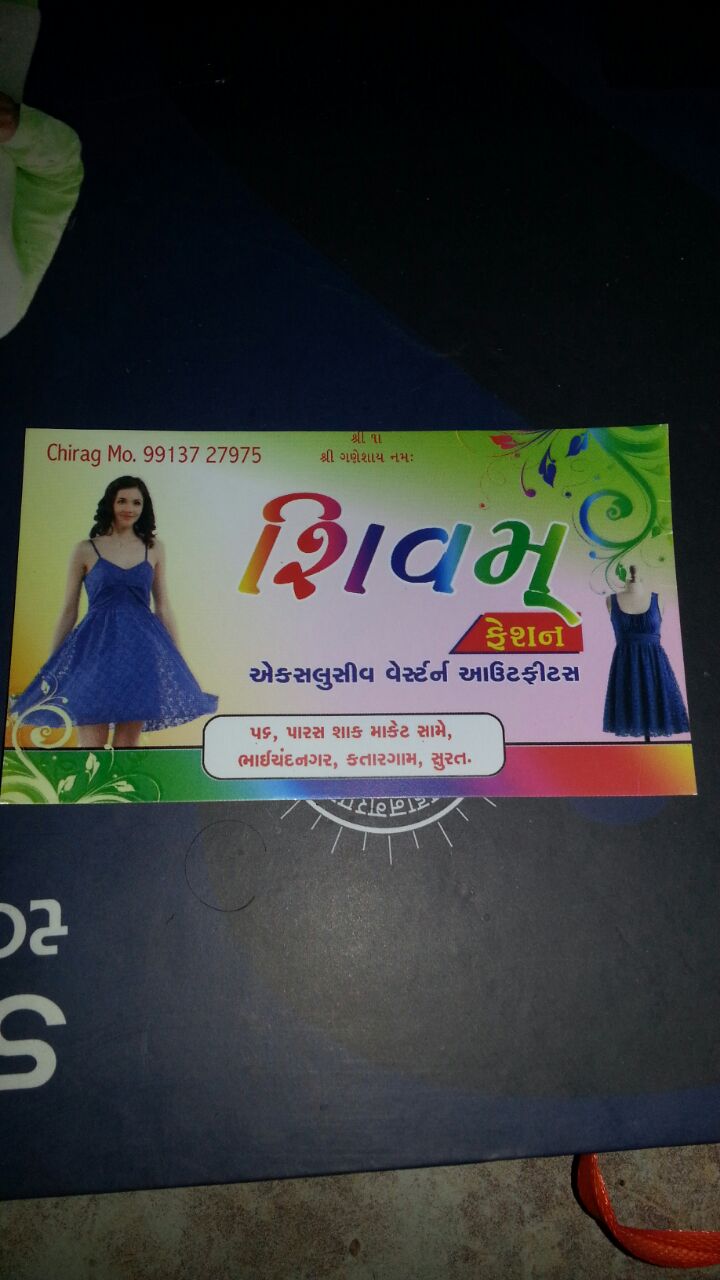 Chirag Mo. 99137 27975
શ્રી ૧ા
શ્રી ગણેશાય નમઃ
શિવમ્
ફેશન
એકસલુસીવ વેર્સ્ટન આઉટફીટસ
૫૬, પારસ શાક માર્કેટ સામે,
ભાઈચંદનગર, કતારગામ, સુરત.